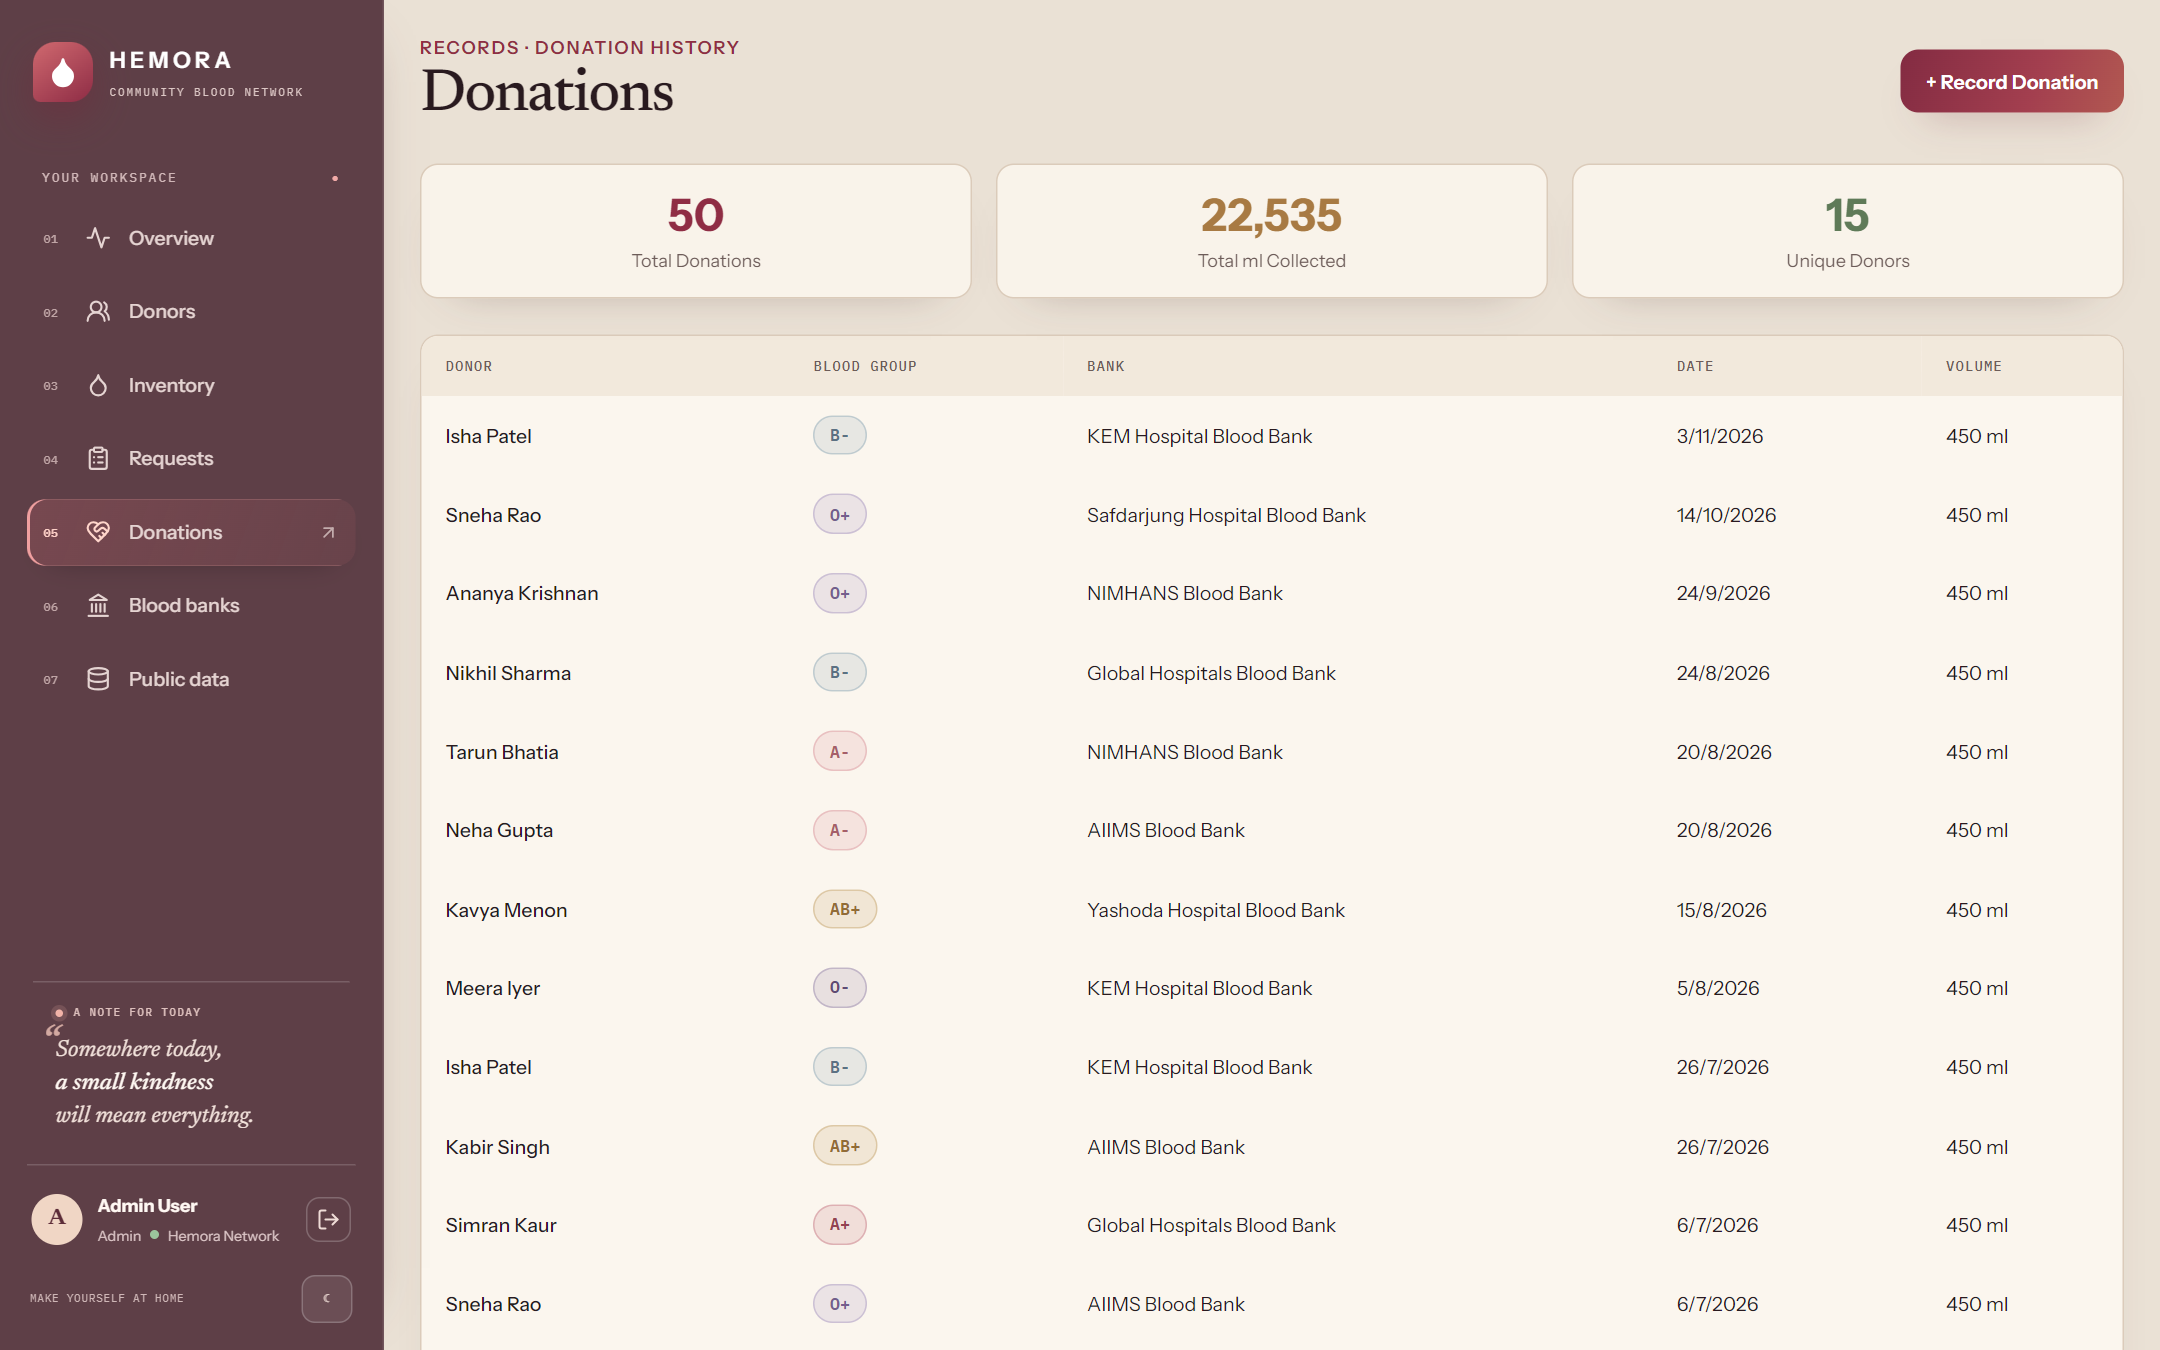 HEMORA
COMMUNITY BLOOD NETWORK
YOUR WORKSPACE
01 Overview
02 Donors
03 Inventory
04 Requests
05 Donations
06 Blood banks
07 Public data
A NOTE FOR TODAY
“Somewhere today,
a small kindness
will mean everything.
A
Admin User
Admin Hemora Network
MAKE YOURSELF AT HOME
RECORDS · DONATION HISTORY
Donations
+ Record Donation
50
Total Donations
22,535
Total ml Collected
15
Unique Donors
DONOR BLOOD GROUP BANK DATE VOLUME
Isha Patel B- KEM Hospital Blood Bank 3/11/2026 450 ml
Sneha Rao O+ Safdarjung Hospital Blood Bank 14/10/2026 450 ml
Ananya Krishnan O+ NIMHANS Blood Bank 24/9/2026 450 ml
Nikhil Sharma B- Global Hospitals Blood Bank 24/8/2026 450 ml
Tarun Bhatia A- NIMHANS Blood Bank 20/8/2026 450 ml
Neha Gupta A- AIIMS Blood Bank 20/8/2026 450 ml
Kavya Menon AB+ Yashoda Hospital Blood Bank 15/8/2026 450 ml
Meera Iyer O- KEM Hospital Blood Bank 5/8/2026 450 ml
Isha Patel B- KEM Hospital Blood Bank 26/7/2026 450 ml
Kabir Singh AB+ AIIMS Blood Bank 26/7/2026 450 ml
Simran Kaur A+ Global Hospitals Blood Bank 6/7/2026 450 ml
Sneha Rao O+ AIIMS Blood Bank 6/7/2026 450 ml